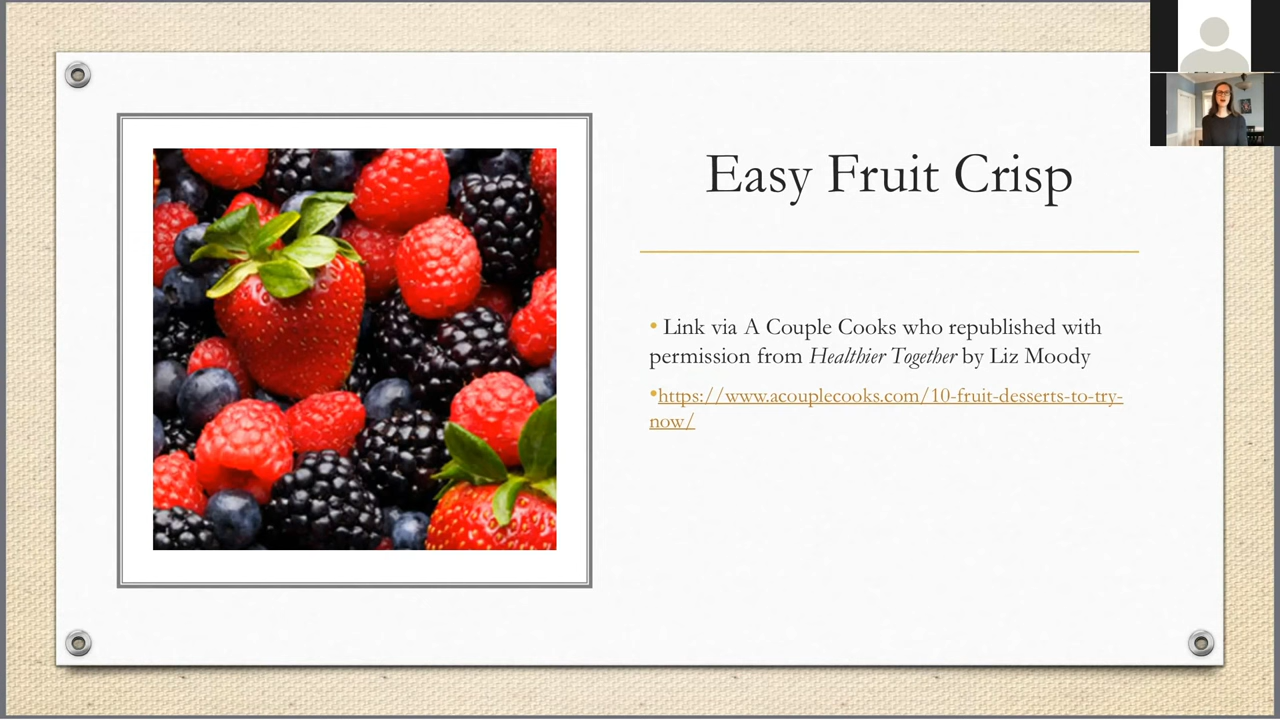 Easy Fruit Crisp
• Link via A Couple Cooks who republished with
permission from Healthier Together by Liz Moody
•https://www.acouplecooks.com/10-fruit-desserts-to-try-
now/